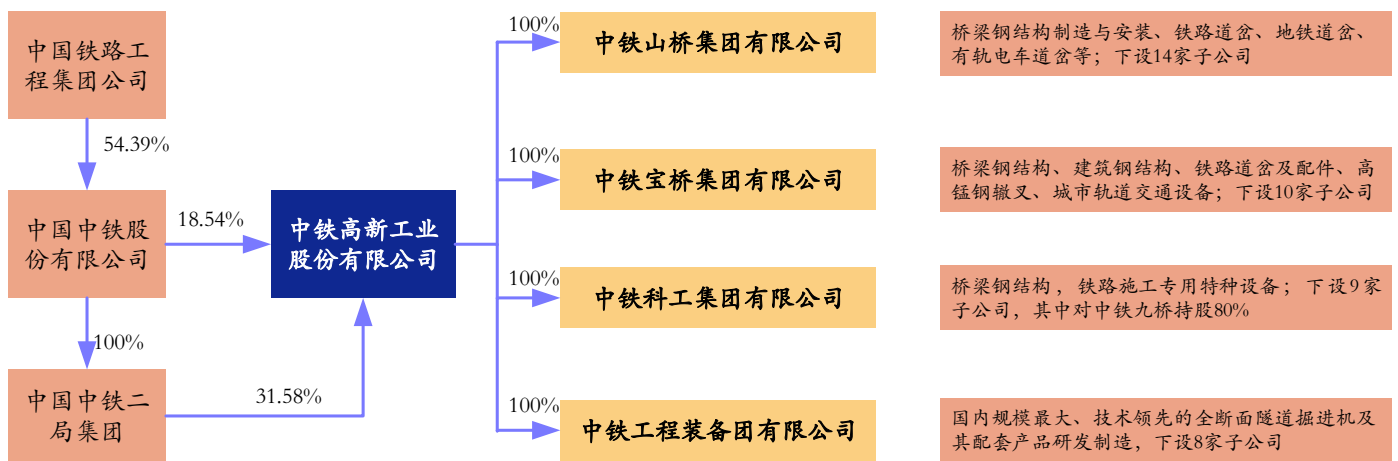 中国铁路工
程集团公司
54.39%
中国中铁股
份有限公司
100%
中国中铁二
局集团
18.54%
31.58%
中铁高新工业
股份有限公司
100%
中铁山桥集团有限公司
桥梁钢结构制造与安装、铁路道岔、地铁道岔、
有轨电车道岔等；下设14家子公司
100%
中铁宝桥集团有限公司
桥梁钢结构、建筑钢结构、铁路道岔及配件、高
锰钢辙叉、城市轨道交通设备；下设10家子公司
100%
中铁科工集团有限公司
桥梁钢结构，铁路施工专用特种设备；下设9家
子公司，其中对中铁九桥持股80%
100%
中铁工程装备团有限公司
国内规模最大、技术领先的全断面隧道掘进机及
其配套产品研发制造，下设8家子公司